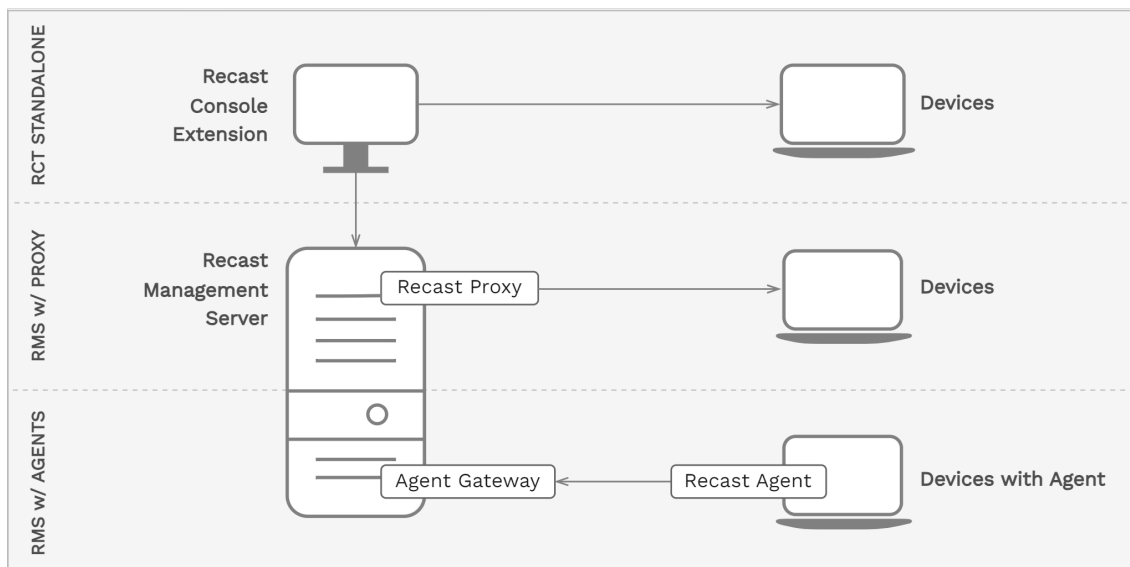 RCT STANDALONE
Recast
Console
Extension
Devices
RMS w/ PROXY
Recast
Management
Server
Recast Proxy
Devices
RMS w/ AGENTS
Agent Gateway
Recast Agent
Devices with Agent